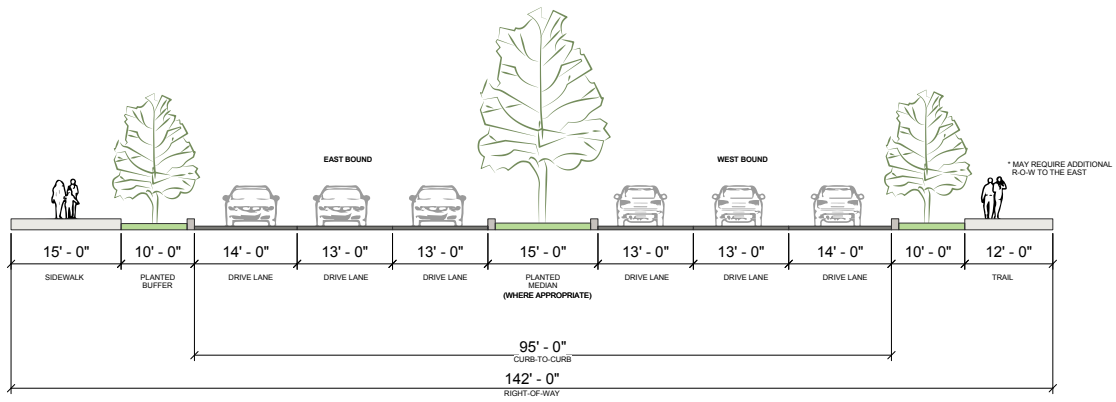 EAST BOUND
WEST BOUND
* MAY REQUIRE ADDITIONAL
R-O-W TO THE EAST
15' - 0"
10' - 0"
14' - 0"
13' - 0"
13' - 0"
15' - 0"
13' - 0"
13' - 0"
14' - 0"
10' - 0"
12' - 0"
SIDEWALK
PLANTED
BUFFER
DRIVE LANE
DRIVE LANE
DRIVE LANE
PLANTED
MEDIAN
(WHERE APPROPRIATE)
DRIVE LANE
DRIVE LANE
DRIVE LANE
TRAIL
95' - 0"
CURB-TO-CURB
142' - 0"
RIGHT-OF-WAY